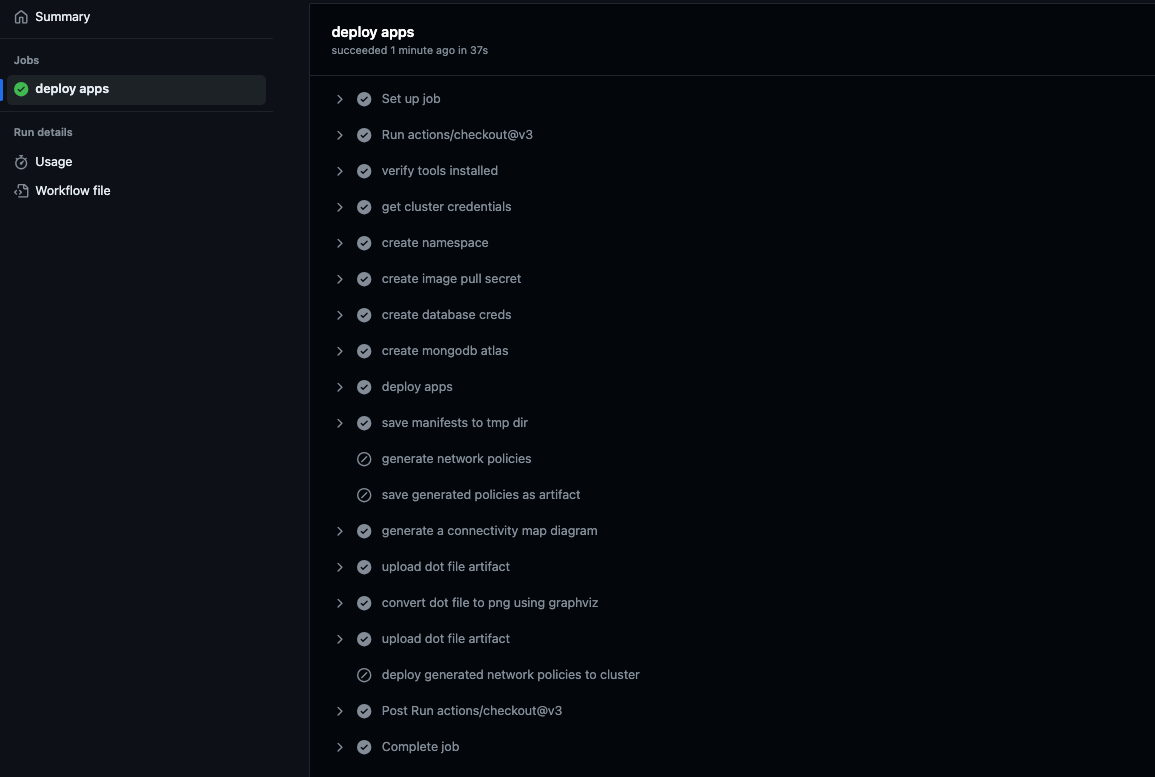 Summary
Jobs
deploy apps
Run details
Usage
Workflow file
deploy apps
succeeded 1 minute ago in 37s
Set up job
Run actions/checkout@v3
verify tools installed
get cluster credentials
create namespace
create image pull secret
create database creds
create mongodb atlas
deploy apps
save manifests to tmp dir
generate network policies
save generated policies as artifact
generate a connectivity map diagram
upload dot file artifact
convert dot file to png using graphviz
upload dot file artifact
deploy generated network policies to cluster
Post Run actions/checkout@v3
Complete job